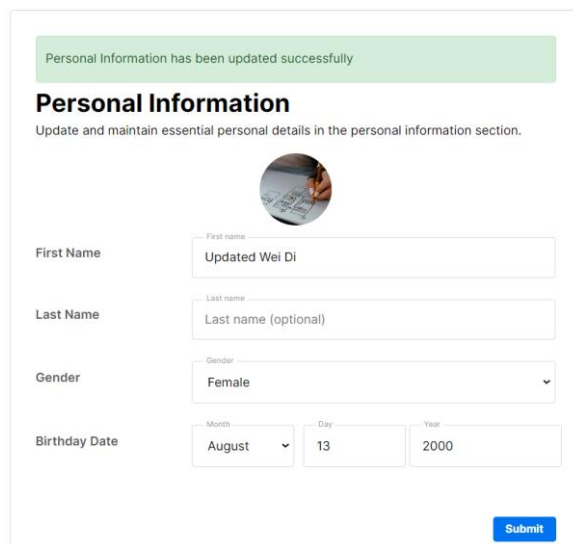 Personal Information has been updated successfully
Personal Information
Update and maintain essential personal details in the personal information section.
First Name
First name
Updated Wei Di
Last Name
Last name
Last name (optional)
Gender
Gender
Female
Birthday Date
Month
August
Day
13
Year
2000
Submit